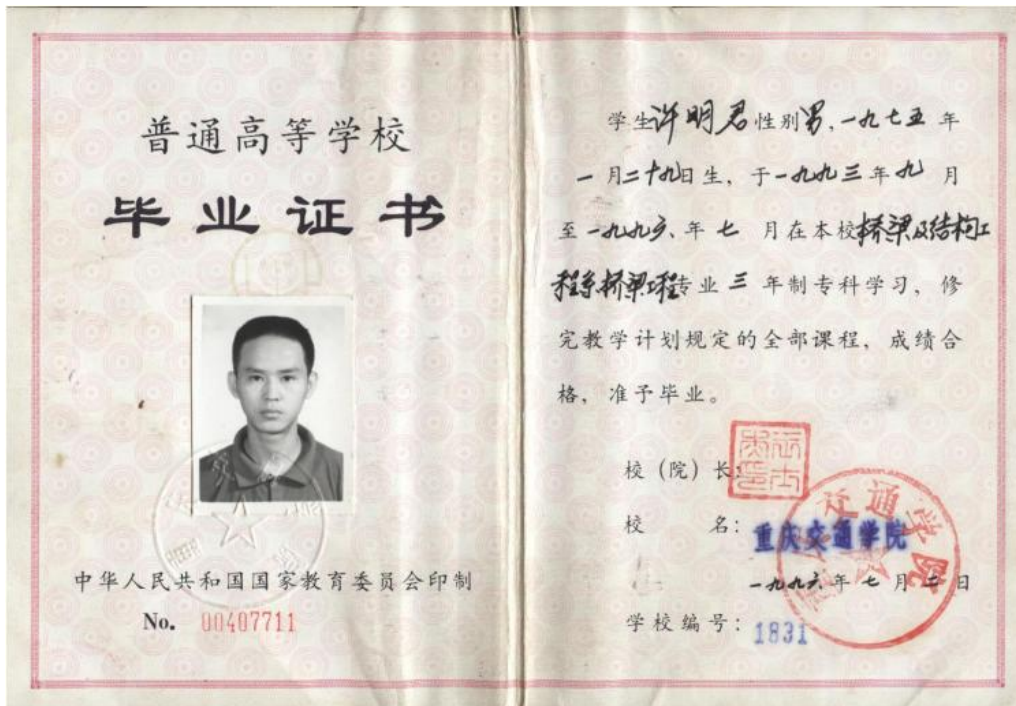 普通高等学校
毕业证书
中华人民共和国国家教育委员会印制
No. 00407711
学生许明君性别男,一九七五年
一月二十九日生,于一九九三年九月
至一九九六年七月在本校桥梁及结构工
程系桥梁工程专业三年制专科学习,修
完教学计划规定的全部课程,成绩合
格,准予毕业。
校(院)长:
校名:重庆交通学院
一九九六年七月二日
学校编号:1831